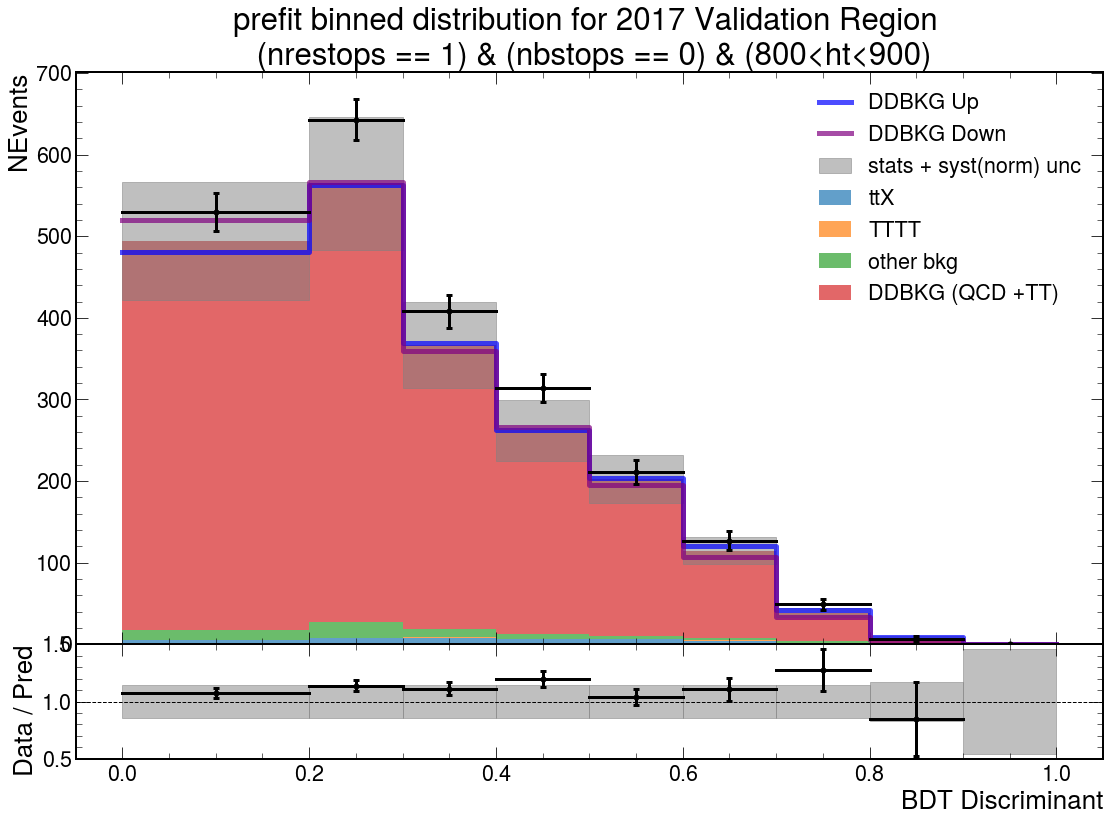 prefit binned distribution for 2017 Validation Region
(nrestops == 1) & (nbstops == 0) & (800<ht<900)
NEvents
700
600
500
400
300
200
100
0
DDBKG Up
DDBKG Down
stats + syst(norm) unc
ttX
TTTT
other bkg
DDBKG (QCD +TT)
Data / Pred
1.5
1.0
0.5
0.0
0.2
0.4
0.6
0.8
1.0
BDT Discriminant